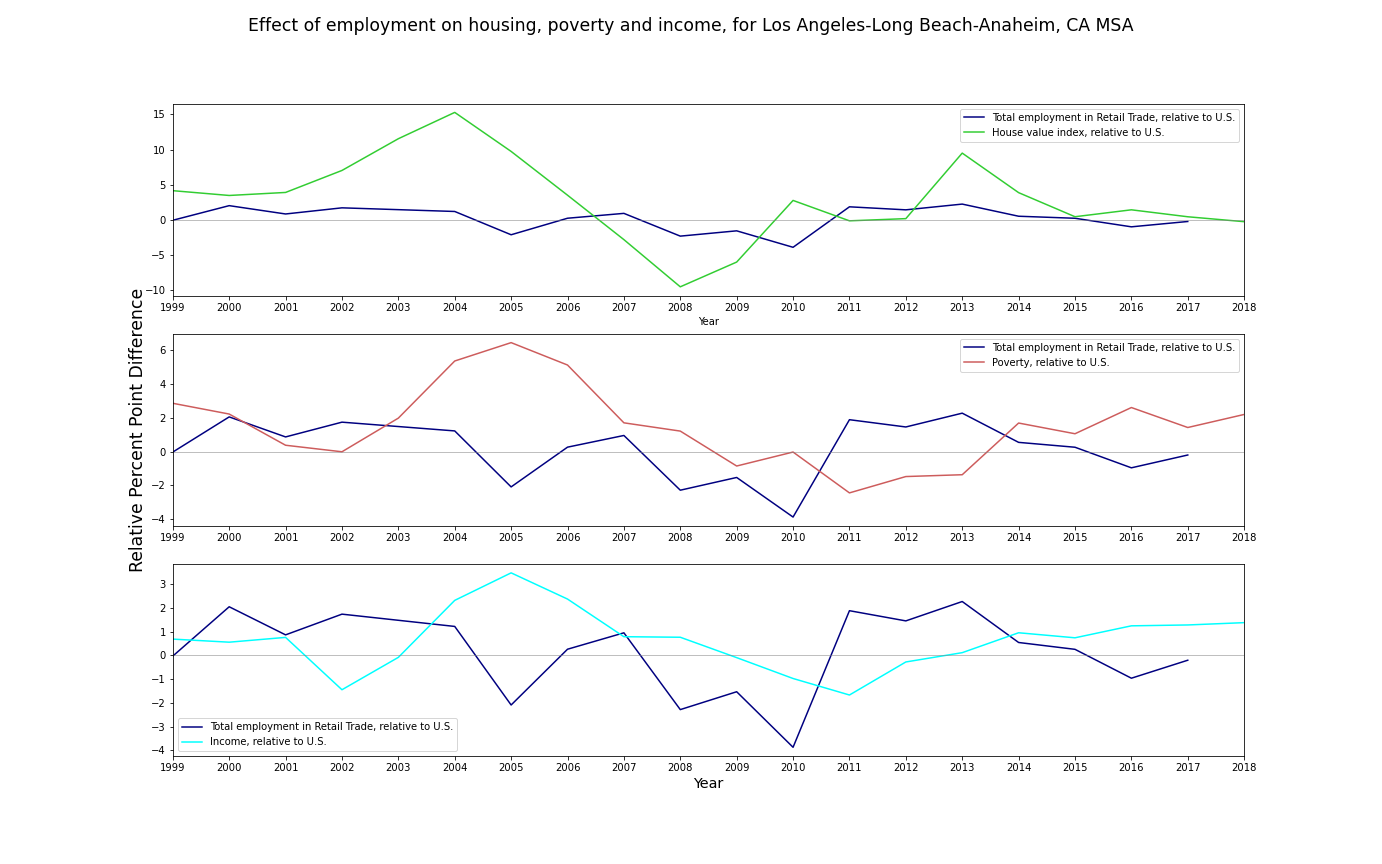 Effect of employment on housing, poverty and income, for Los Angeles-Long Beach-Anaheim, CA MSA
Relative Percent Point Difference
15
10
5
0
−5
−10
Total employment in Retail Trade, relative to U.S.
House value index, relative to U.S.
1999 2000 2001 2002 2003 2004 2005 2006 2007 2008 2009 2010 2011 2012 2013 2014 2015 2016 2017 2018
Year
6
4
2
0
−2
−4
Total employment in Retail Trade, relative to U.S.
Poverty, relative to U.S.
1999 2000 2001 2002 2003 2004 2005 2006 2007 2008 2009 2010 2011 2012 2013 2014 2015 2016 2017 2018
3
2
1
0
−1
−2
−3
−4
Total employment in Retail Trade, relative to U.S.
Income, relative to U.S.
1999 2000 2001 2002 2003 2004 2005 2006 2007 2008 2009 2010 2011 2012 2013 2014 2015 2016 2017 2018
Year